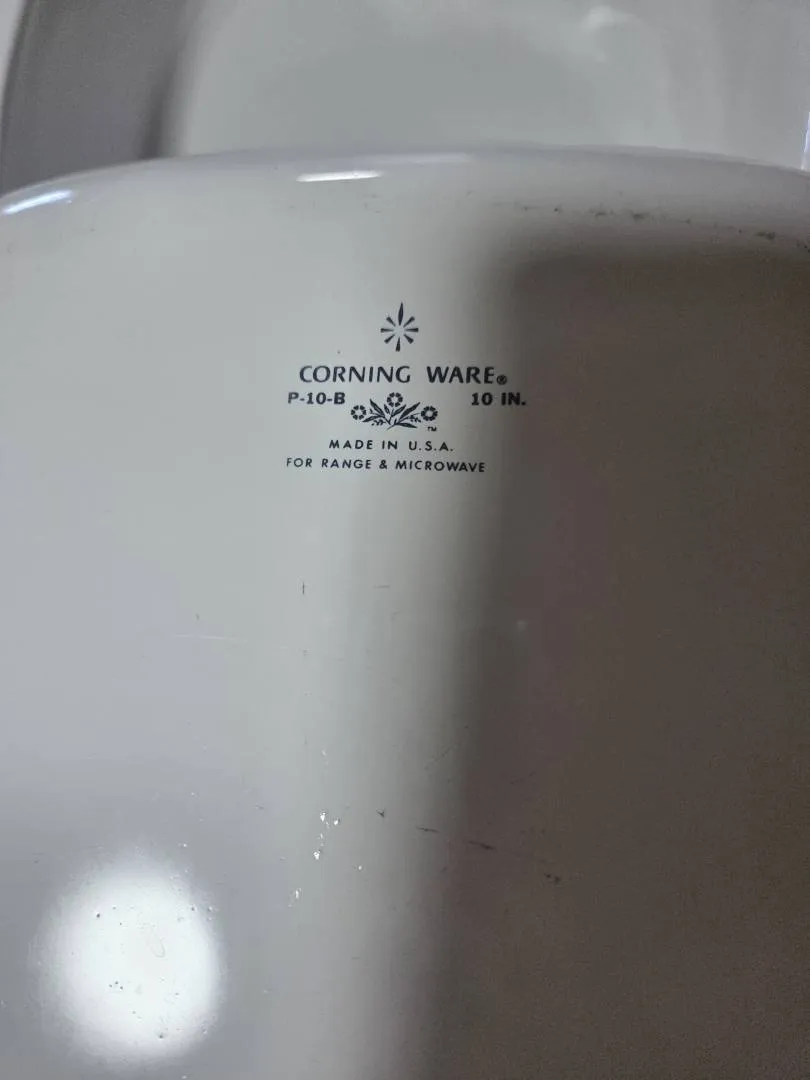 CORNING WARE®
P-10-B 10 IN.
TM
MADE IN U.S.A.
FOR RANGE & MICROWAVE